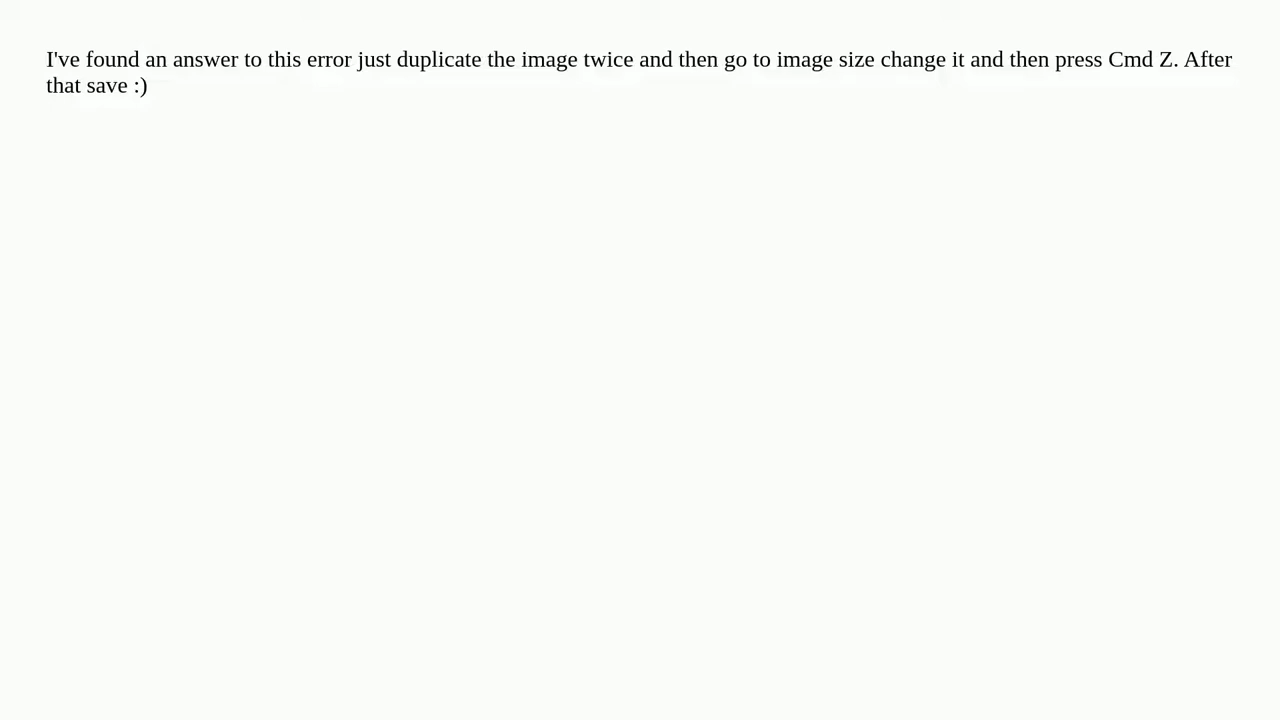 I've found an answer to this error just duplicate the image twice and then go to image size change it and then press Cmd Z. After
that save :)